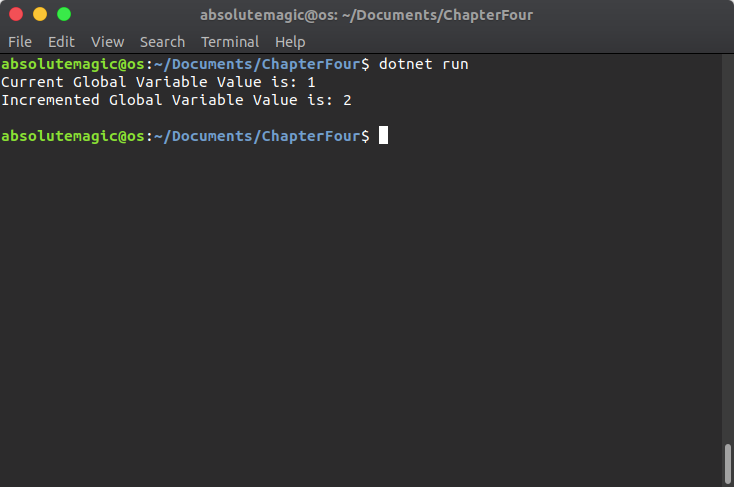 absolutemagic@os: ~/Documents/ChapterFour
File Edit View Search Terminal Help
absolutemagic@os:~/Documents/ChapterFour$ dotnet run
Current Global Variable Value is: 1
Incremented Global Variable Value is: 2
absolutemagic@os:~/Documents/ChapterFour$